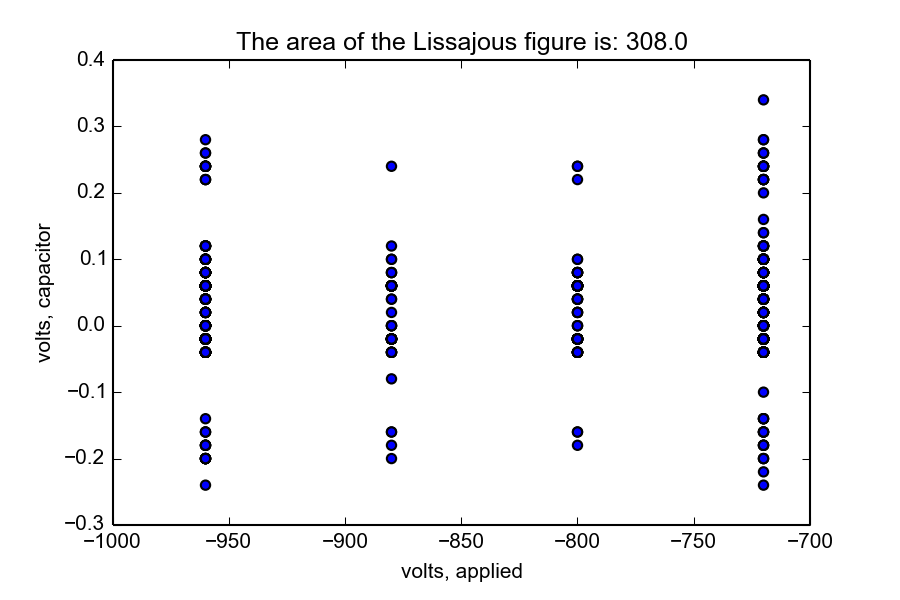 The area of the Lissajous figure is: 308.0
0.4
0.3
0.2
0.1
0.0
−0.1
−0.2
−0.3
volts, capacitor
−1000 −950 −900 −850 −800 −750 −700
volts, applied